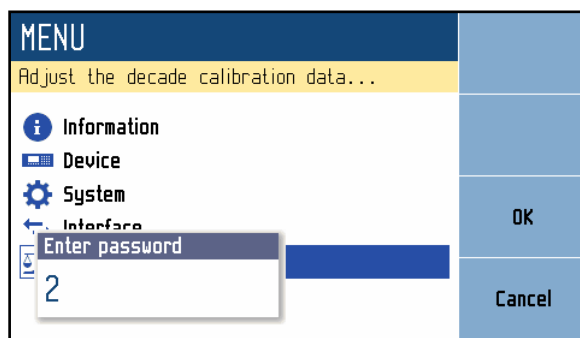 MENU
Adjust the decade calibration data...
Information
Device
System
Interface
Enter password
2
OK
Cancel